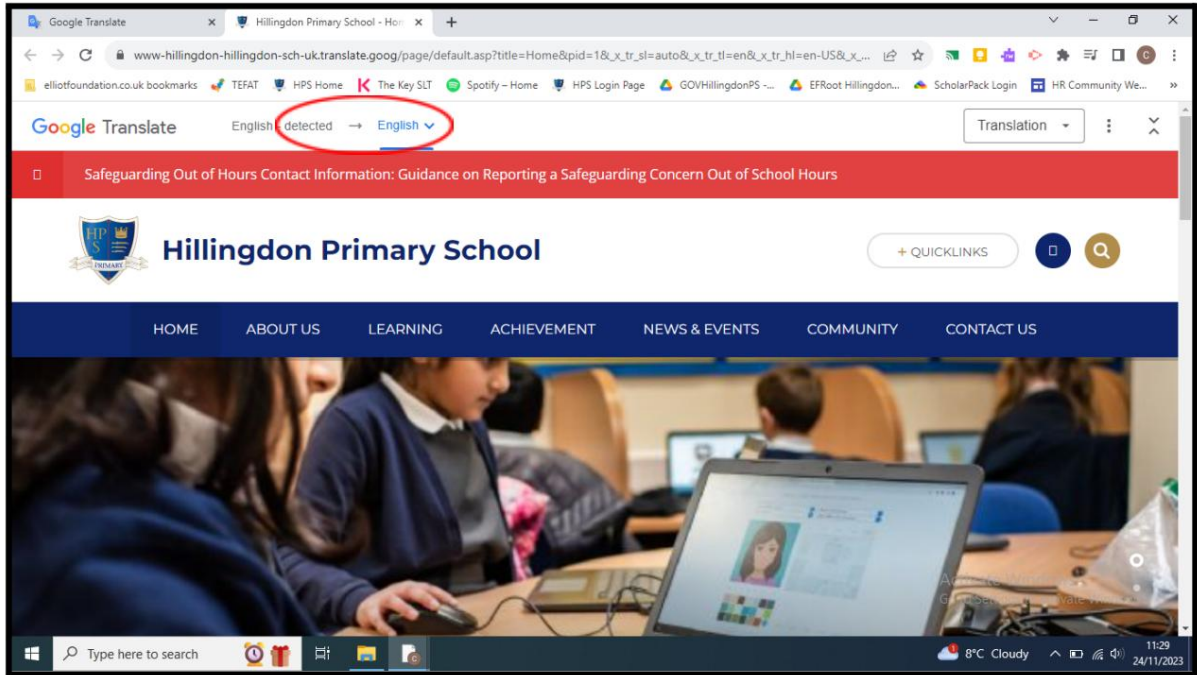 Google Translate
Hillingdon Primary School - Hom
www-hillingdon-hillingdon-sch-uk.translate.goog/page/default.asp?title=Home&pid=1&_x_tr_sl=auto&_x_tr_tl=en&_x_tr_hl=en-US&_x_...
C
elliotfoundation.co.uk bookmarks TEFAT HPS Home The Key SLT Spotify – Home HPS Login Page GOVHillingdonPS -... EFRoot Hillingdon... ScholarPack Login HR Community We... »
Google Translate English - detected → English Translation
Safeguarding Out of Hours Contact Information: Guidance on Reporting a Safeguarding Concern Out of School Hours
HP
S
PRIMARY
Hillingdon Primary School
+ QUICKLINKS
HOME ABOUT US LEARNING ACHIEVEMENT NEWS & EVENTS COMMUNITY CONTACT US
Type here to search
8°C Cloudy
11:29
24/11/2023